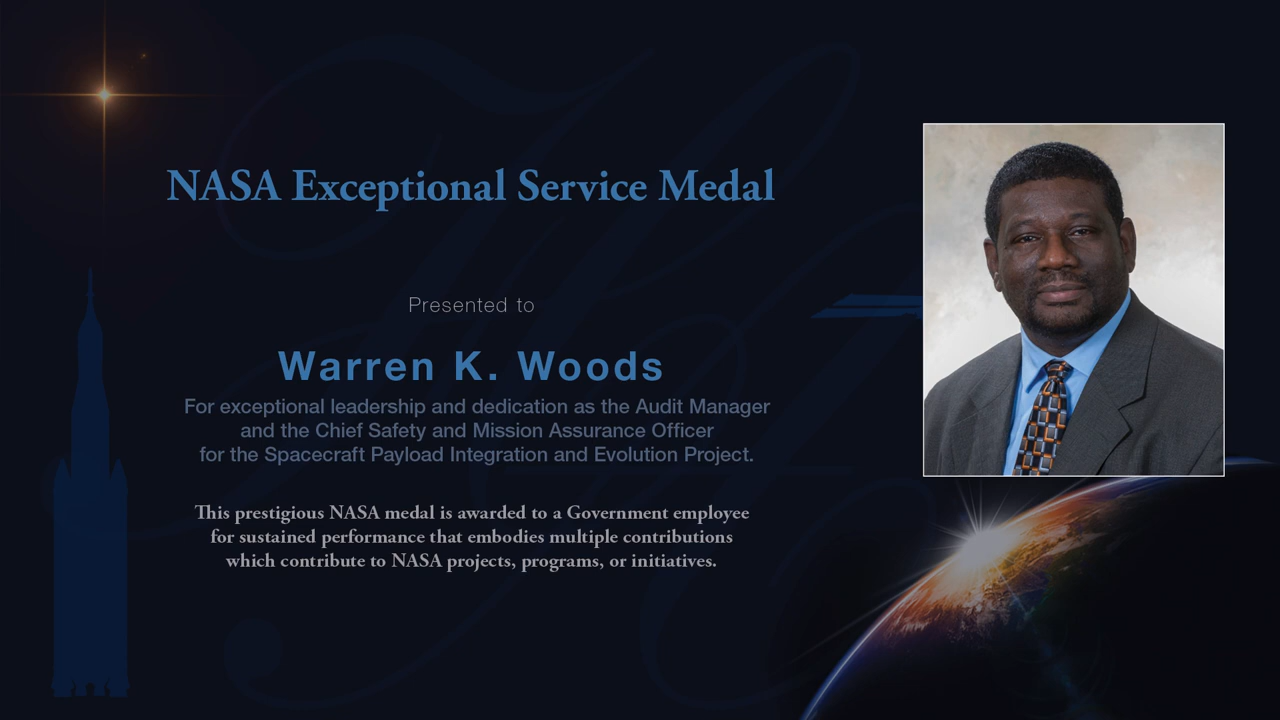 NASA Exceptional Service Medal
Presented to
Warren K. Woods
For exceptional leadership and dedication as the Audit Manager
and the Chief Safety and Mission Assurance Officer
for the Spacecraft Payload Integration and Evolution Project.
This prestigious NASA medal is awarded to a Government employee
for sustained performance that embodies multiple contributions
which contribute to NASA projects, programs, or initiatives.